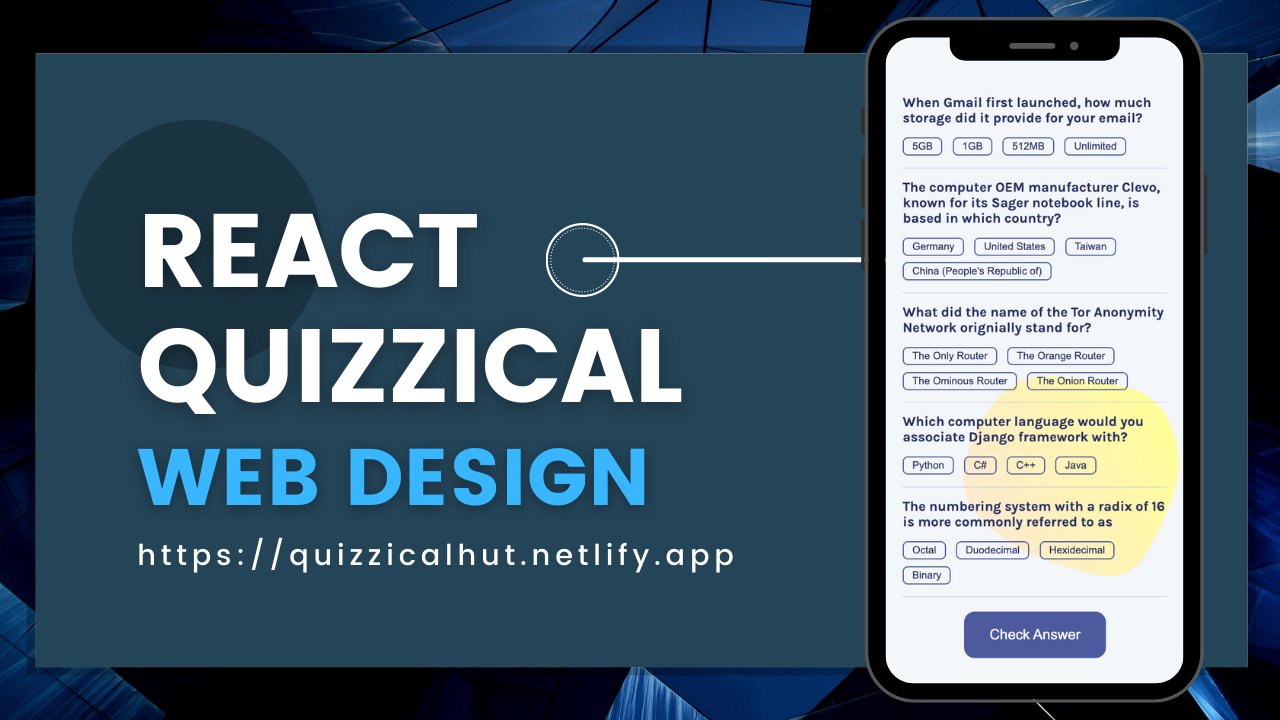 REACT
QUIZZICAL
WEB DESIGN
https://quizzicalhut.netlify.app
When Gmail first launched, how much
storage did it provide for your email?
5GB 1GB 512MB Unlimited
The computer OEM manufacturer Clevo,
known for its Sager notebook line, is
based in which country?
Germany United States Taiwan
China (People's Republic of)
What did the name of the Tor Anonymity
Network orignially stand for?
The Only Router The Orange Router
The Ominous Router The Onion Router
Which computer language would you
associate Django framework with?
Python C# C++ Java
The numbering system with a radix of 16
is more commonly referred to as
Octal Duodecimal Hexidecimal
Binary
Check Answer